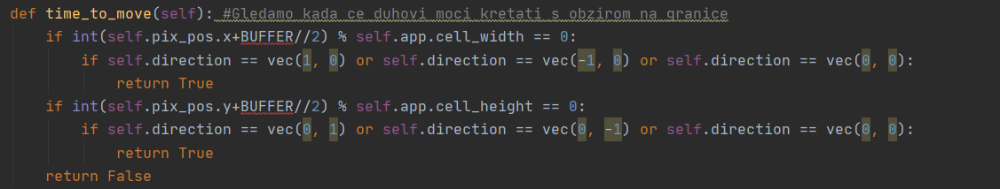 def time_to_move(self): #Gledamo kada ce duhovi moci kretati s obzirom na granice
    if int(self.pix_pos.x+BUFFER//2) % self.app.cell_width == 0:
        if self.direction == vec(1, 0) or self.direction == vec(-1, 0) or self.direction == vec(0, 0):
            return True
    if int(self.pix_pos.y+BUFFER//2) % self.app.cell_height == 0:
        if self.direction == vec(0, 1) or self.direction == vec(0, -1) or self.direction == vec(0, 0):
            return True
    return False